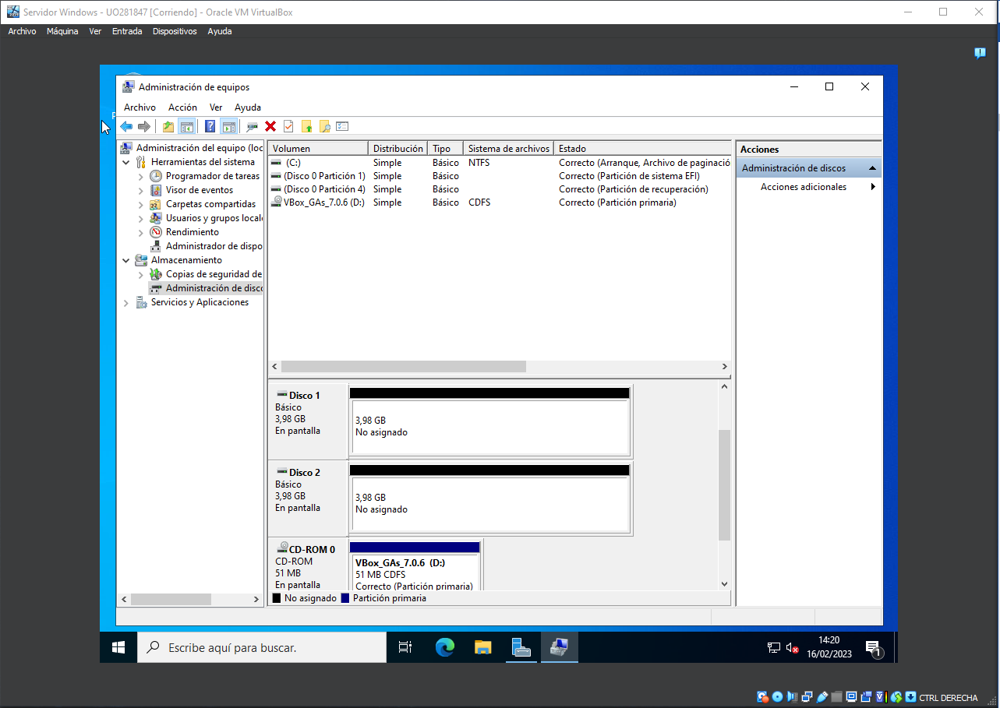 Servidor Windows - UO281847 [Corriendo] - Oracle VM VirtualBox
Archivo Máquina Ver Entrada Dispositivos Ayuda
Administración de equipos
Archivo Acción Ver Ayuda
Administración del equipo (loc
Herramientas del sistema
Programador de tareas
Visor de eventos
Carpetas compartidas
Usuarios y grupos local
Rendimiento
Administrador de dispo
Almacenamiento
Copias de seguridad de
Administración de disco
Servicios y Aplicaciones
Volumen Distribución Tipo Sistema de archivos Estado
(C:) Simple Básico NTFS Correcto (Arranque, Archivo de paginació
(Disco 0 Partición 1) Simple Básico Correcto (Partición de sistema EFI)
(Disco 0 Partición 4) Simple Básico Correcto (Partición de recuperación)
VBox_GAs_7.0.6 (D:) Simple Básico CDFS Correcto (Partición primaria)
Acciones
Administración de discos
Acciones adicionales
Disco 1
Básico
3,98 GB
En pantalla
3,98 GB
No asignado
Disco 2
Básico
3,98 GB
En pantalla
3,98 GB
No asignado
CD-ROM 0
CD-ROM
51 MB
En pantalla
VBox_GAs_7.0.6 (D:)
51 MB CDFS
Correcto (Partición primaria)
No asignado Partición primaria
Escribe aquí para buscar.
14:20
16/02/2023
1
CTRL DERECHA